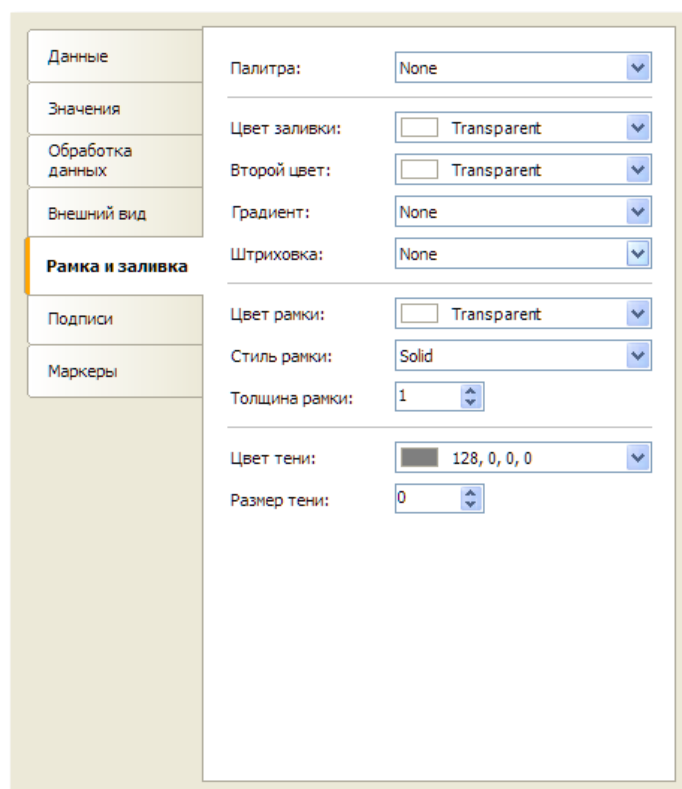 Данные
Значения
Обработка
данных
Внешний вид
Рамка и заливка
Подписи
Маркеры
Палитра: None
Цвет заливки: Transparent
Второй цвет: Transparent
Градиент: None
Штриховка: None
Цвет рамки: Transparent
Стиль рамки: Solid
Толщина рамки: 1
Цвет тени: 128, 0, 0, 0
Размер тени: 0